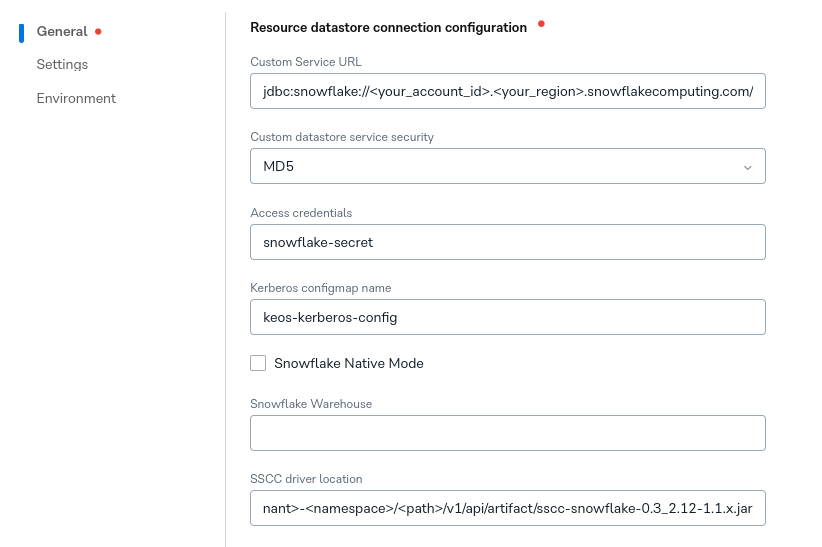 General
Settings
Environment
Resource datastore connection configuration
Custom Service URL
jdbc:snowflake://<your_account_id>.<your_region>.snowflakecomputing.com/
Custom datastore service security
MD5
Access credentials
snowflake-secret
Kerberos configmap name
keos-kerberos-config
Snowflake Native Mode
Snowflake Warehouse
SSCC driver location
nant>-<namespace>/<path>/v1/api/artifact/sscc-snowflake-0.3_2.12-1.1.x.jar